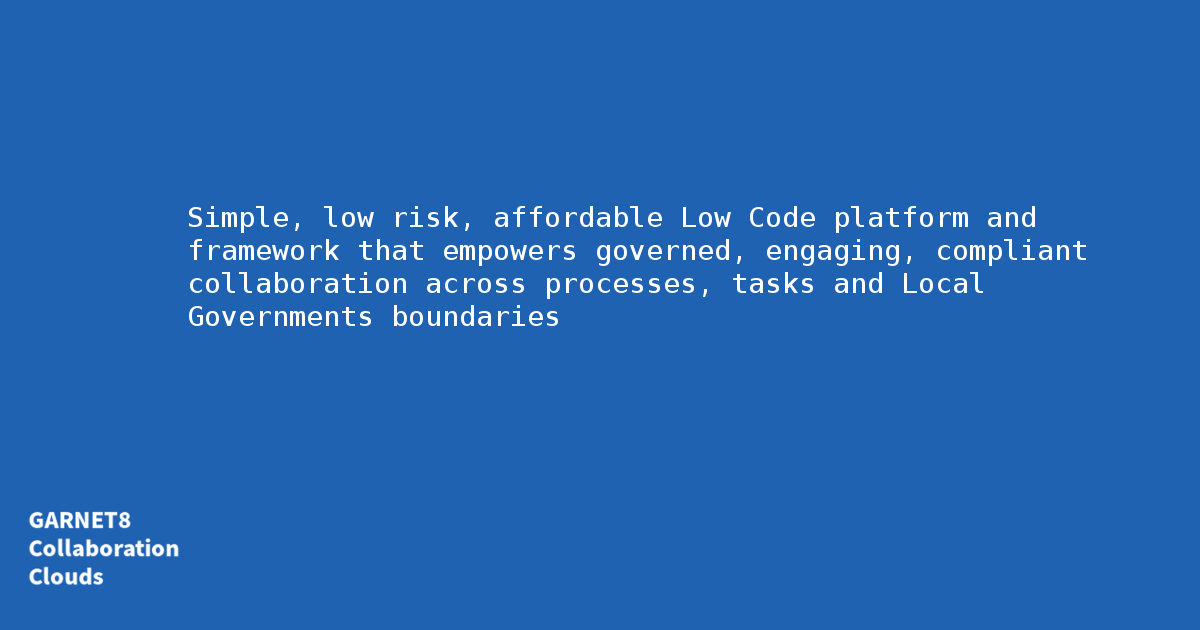 Simple, low risk, affordable Low Code platform and
framework that empowers governed, engaging, compliant
collaboration across processes, tasks and Local
Governments boundaries
GARNET8
Collaboration
Clouds